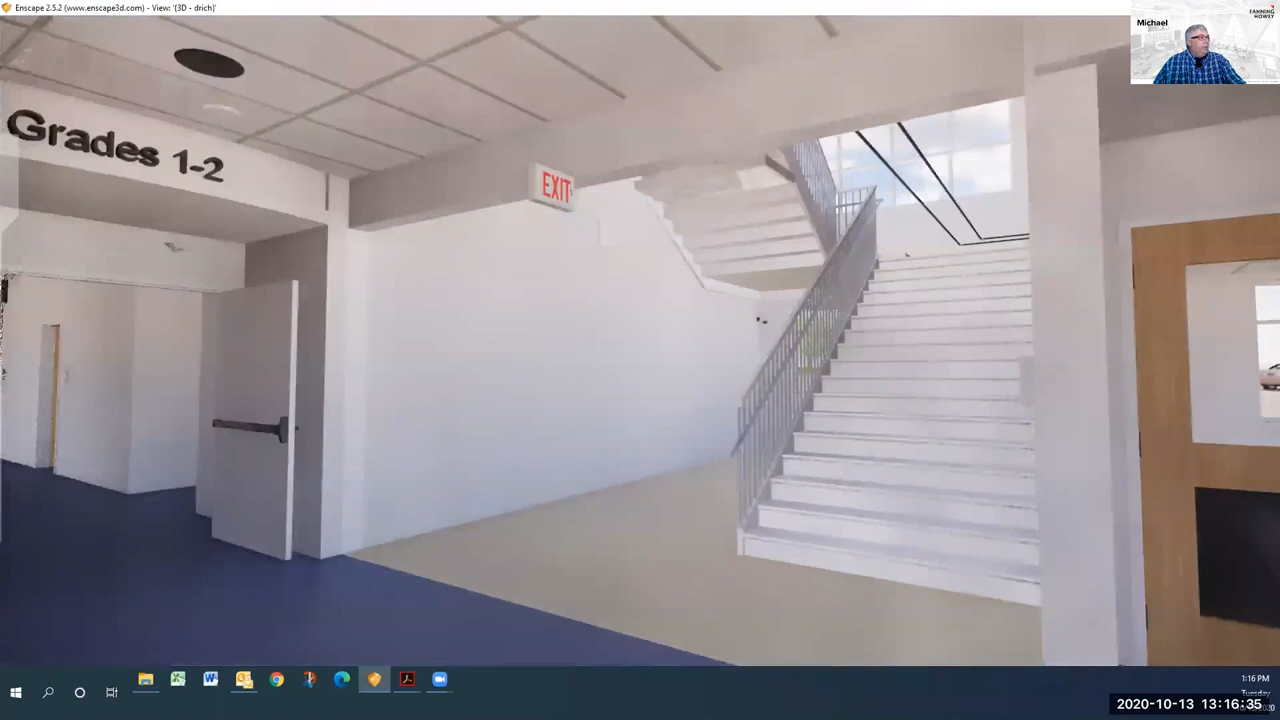 Enscape 2.5.2 (www.enscape3d.com) - View: '{3D - drich}'
FANNING
HOWEY
Michael
Grades 1-2
EXIT
1:16 PM
Tuesday
2020-10-13 13:16:35